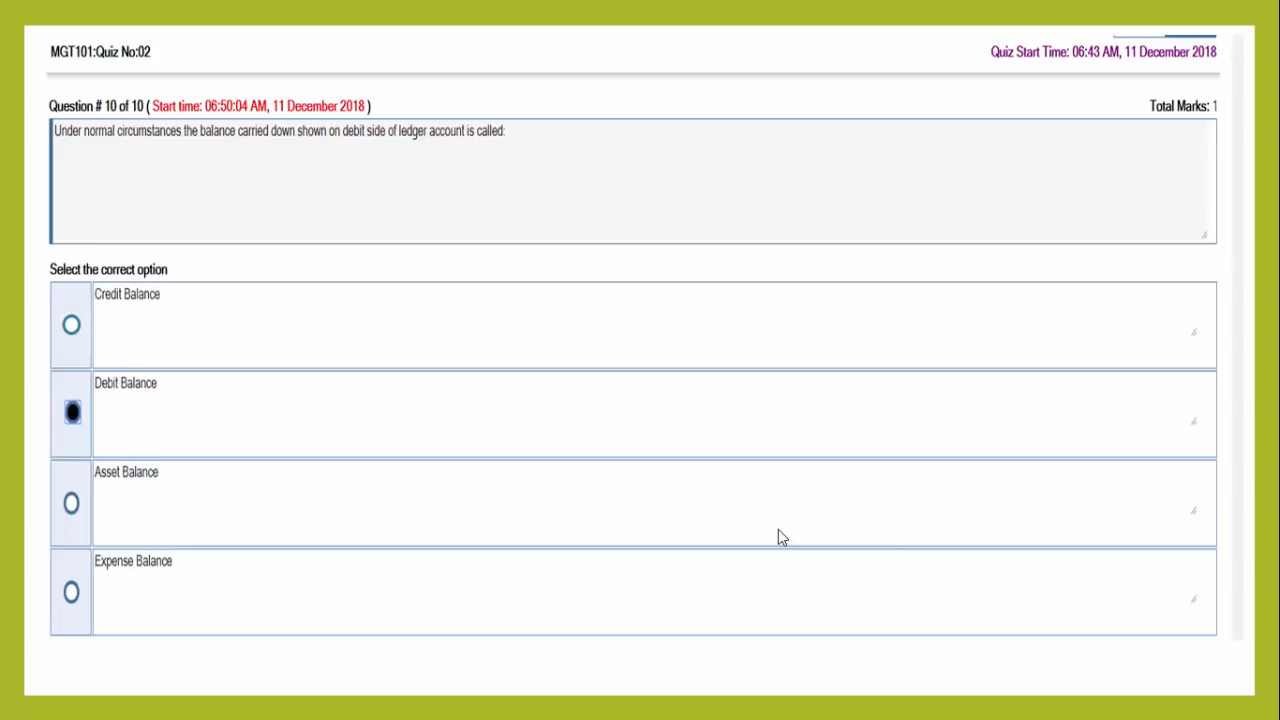 MGT101:Quiz No:02
Quiz Start Time: 06:43 AM, 11 December 2018
Question # 10 of 10 ( Start time: 06:50:04 AM, 11 December 2018 )
Total Marks: 1
Under normal circumstances the balance carried down shown on debit side of ledger account is called:
Select the correct option
Credit Balance
Debit Balance
Asset Balance
Expense Balance